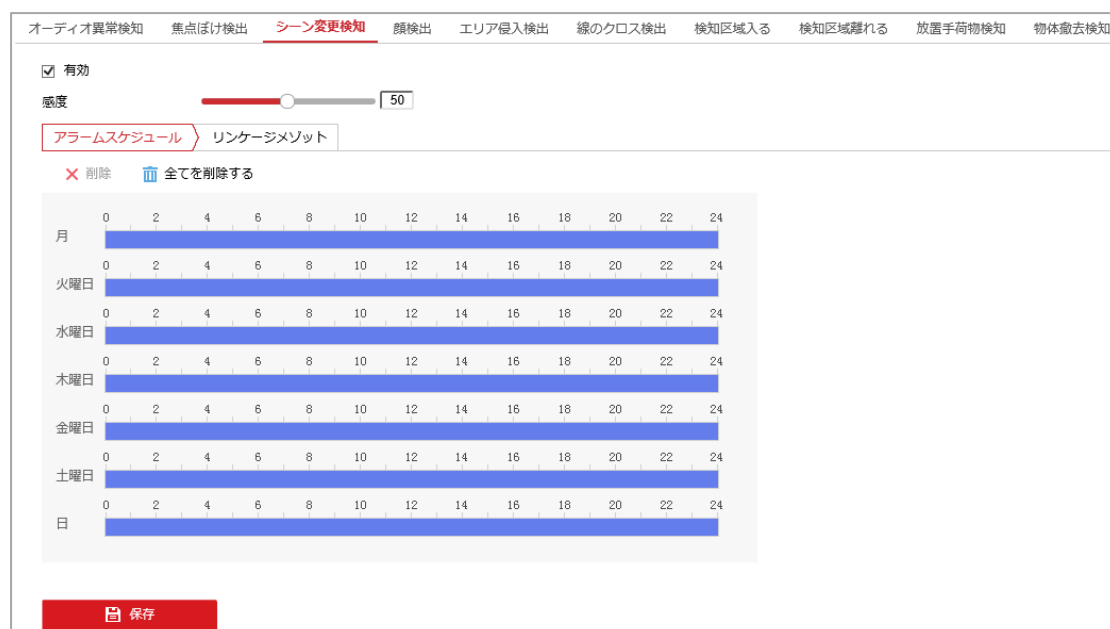 オーディオ異常検知 焦点ぼけ検出 シーン変更検知 顔検出 エリア侵入検出 線のクロス検出 検知区域入る 検知区域離れる 放置手荷物検知 物体撤去検知
有効
感度 50
アラームスケジュール リンケージメソット
削除 全てを削除する
0 2 4 6 8 10 12 14 16 18 20 22 24
月
0 2 4 6 8 10 12 14 16 18 20 22 24
火曜日
0 2 4 6 8 10 12 14 16 18 20 22 24
水曜日
0 2 4 6 8 10 12 14 16 18 20 22 24
木曜日
0 2 4 6 8 10 12 14 16 18 20 22 24
金曜日
0 2 4 6 8 10 12 14 16 18 20 22 24
土曜日
0 2 4 6 8 10 12 14 16 18 20 22 24
日
保存